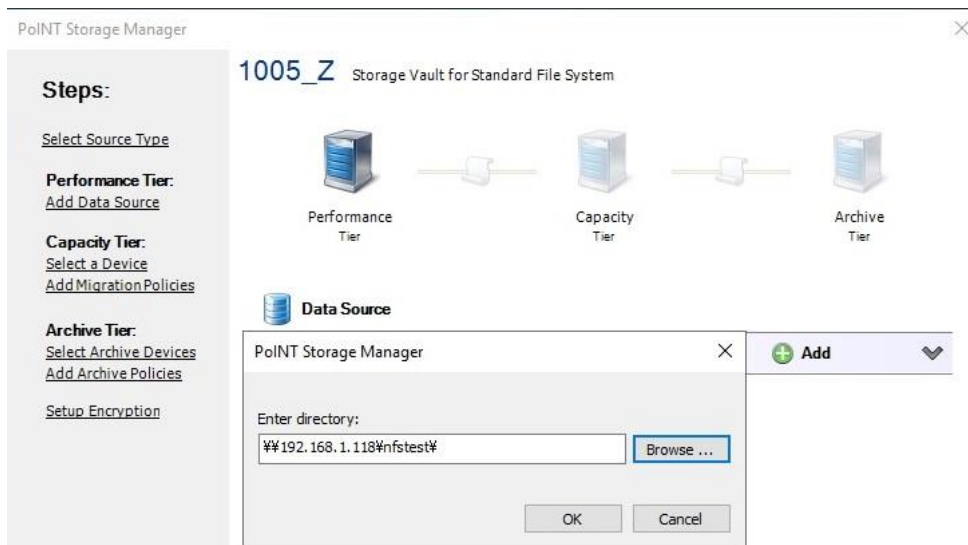 PoINT Storage Manager
Steps:
Select Source Type
Performance Tier:
Add Data Source
Capacity Tier:
Select a Device
Add Migration Policies
Archive Tier:
Select Archive Devices
Add Archive Policies
Setup Encryption
1005_Z Storage Vault for Standard File System
Performance
Tier
Capacity
Tier
Archive
Tier
Data Source
Add
PoINT Storage Manager
Enter directory:
¥¥192.168.1.118¥nfstest¥
Browse ...
OK Cancel